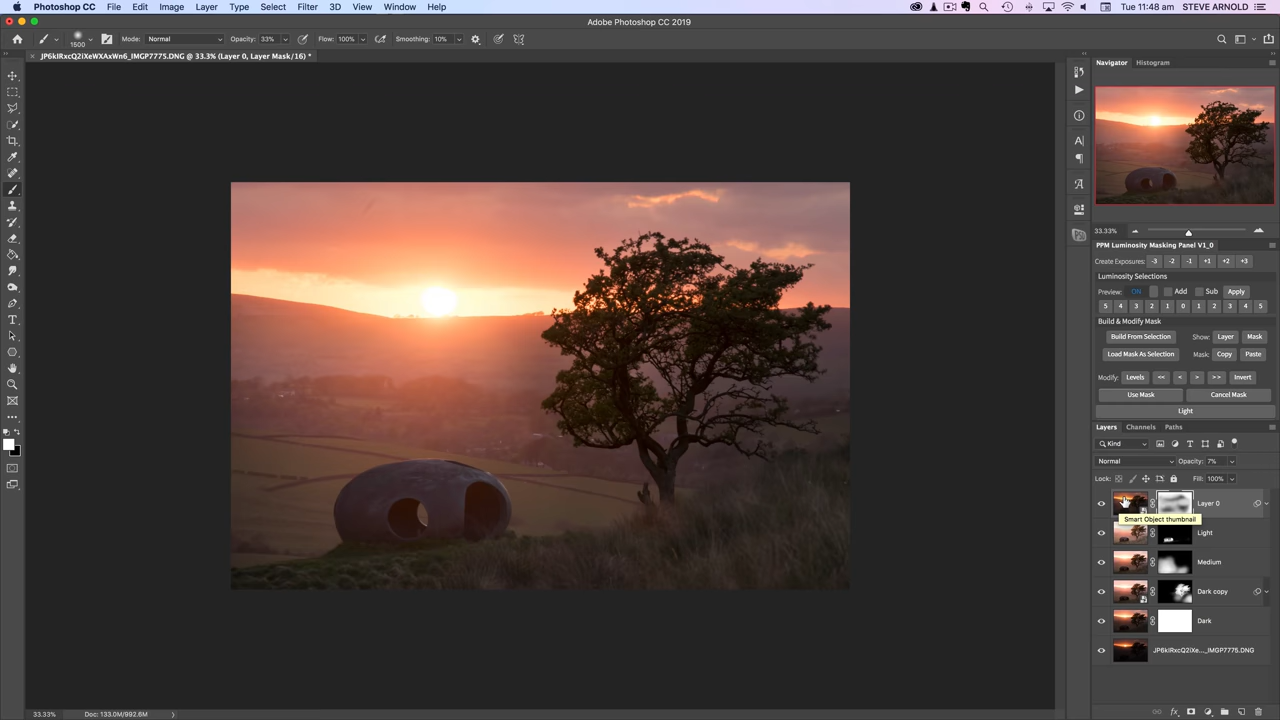 Photoshop CC File Edit Image Layer Type Select Filter 3D View Window Help Tue 11:48 am STEVE ARNOLD
Adobe Photoshop CC 2019
1500 Mode: Normal Opacity: 33% Flow: 100% Smoothing: 10%
JP6kIRxcQ2iXeWXAxWn6_IMGP7775.DNG @ 33.3% (Layer 0, Layer Mask/16) *
Navigator Histogram
33.33%
PPM Luminosity Masking Panel V1_0
Create Exposures: -3 -2 -1 +1 +2 +3
Luminosity Selections
Preview: ON Add Sub Apply
5 4 3 2 1 0 1 2 3 4 5
Build & Modify Mask
Build From Selection Show: Layer Mask
Load Mask As Selection Mask: Copy Paste
Modify: Levels << < > >> Invert
Use Mask Cancel Mask
Light
Layers Channels Paths
Kind
Normal Opacity: 7%
Lock: Fill: 100%
Layer 0
Smart Object thumbnail
Light
Medium
Dark copy
Dark
JP6kIRxcQ2iXe..._IMGP7775.DNG
33.33% Doc: 133.0M/992.6M